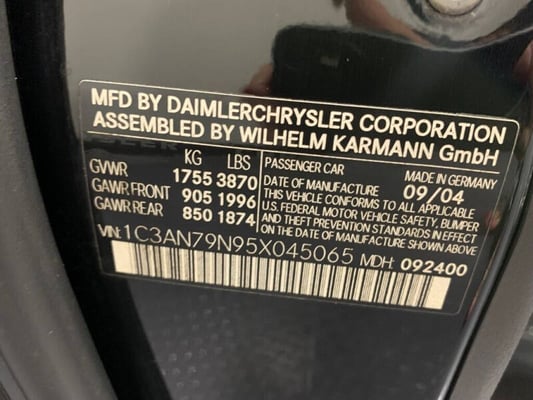 MFD BY DAIMLERCHRYSLER CORPORATION
ASSEMBLED BY WILHELM KARMANN GmbH
KG LBS
GVWR 1755 3870
GAWR FRONT 905 1996
GAWR REAR 850 1874
PASSENGER CAR MADE IN GERMANY
DATE OF MANUFACTURE 09/04
THIS VEHICLE CONFORMS TO ALL APPLICABLE
U.S. FEDERAL MOTOR VEHICLE SAFETY, BUMPER
AND THEFT PREVENTION STANDARDS IN EFFECT
ON THE DATE OF MANUFACTURE SHOWN ABOVE
VIN: 1C3AN79N95X045065 MDH: 092400